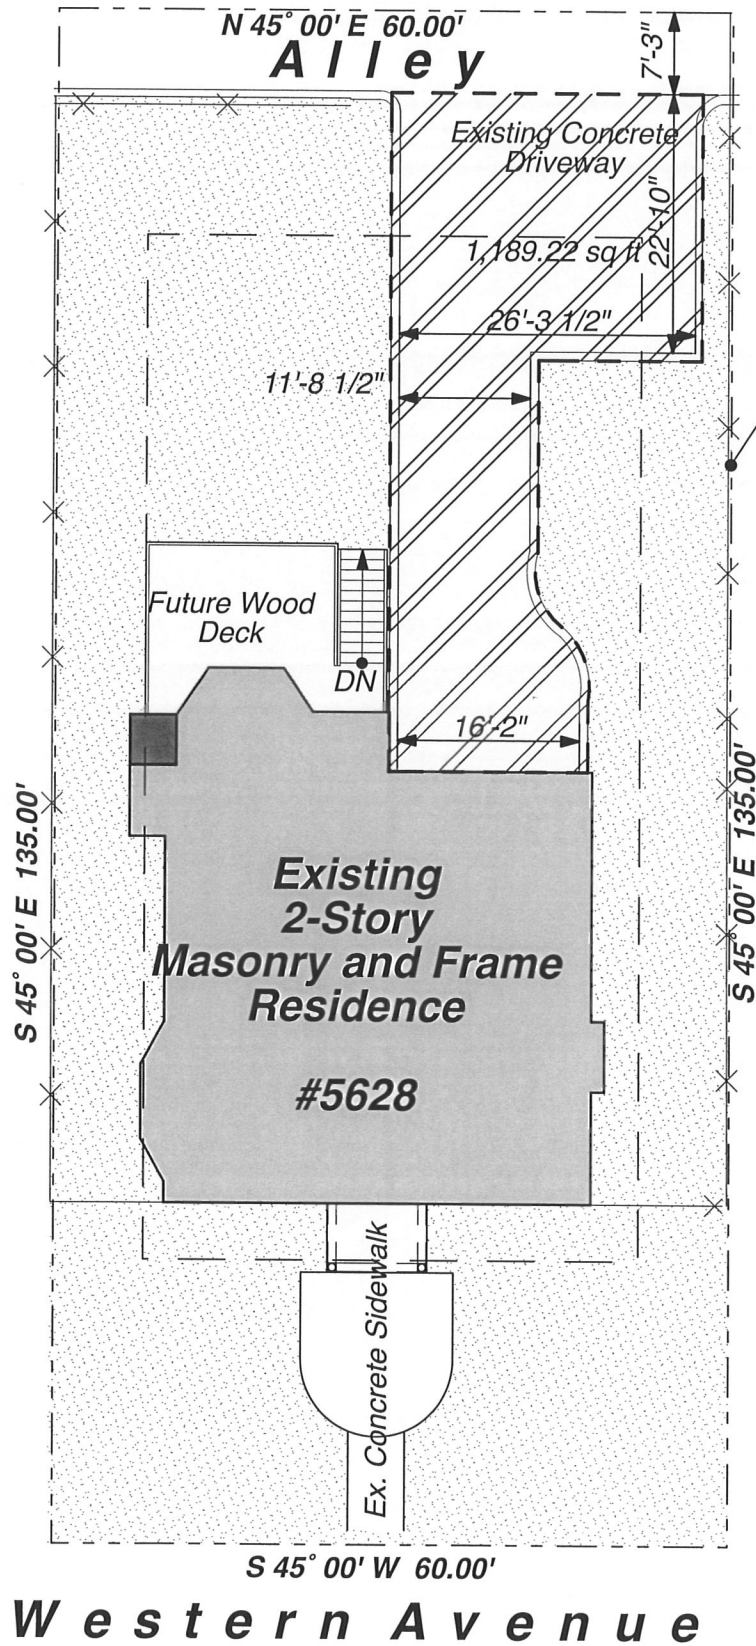 N 45° 00' E 60.00'
Alley
7'-3"
Existing Concrete
Driveway
22'-10"
1,189.22 sq ft
26'-3 1/2"
11'-8 1/2"
Future Wood
Deck
DN
16'-2"
S 45° 00' E 135.00'
S 45° 00' E 135.00'
Existing
2-Story
Masonry and Frame
Residence
#5628
Ex. Concrete Sidewalk
S 45° 00' W 60.00'
Western Avenue